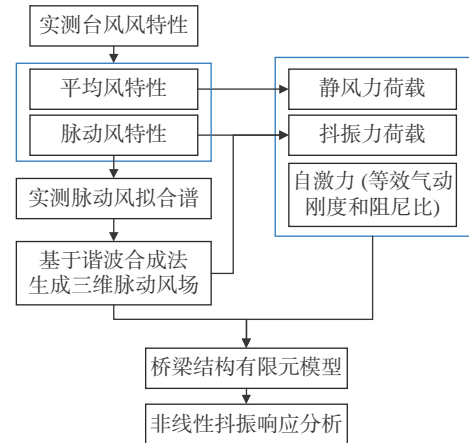 实测台风风特性
平均风特性
静风力荷载
脉动风特性
抖振力荷载
实测脉动风拟合谱
自激力 (等效气动
刚度和阻尼比)
基于谐波合成法
生成三维脉动风场
桥梁结构有限元模型
非线性抖振响应分析